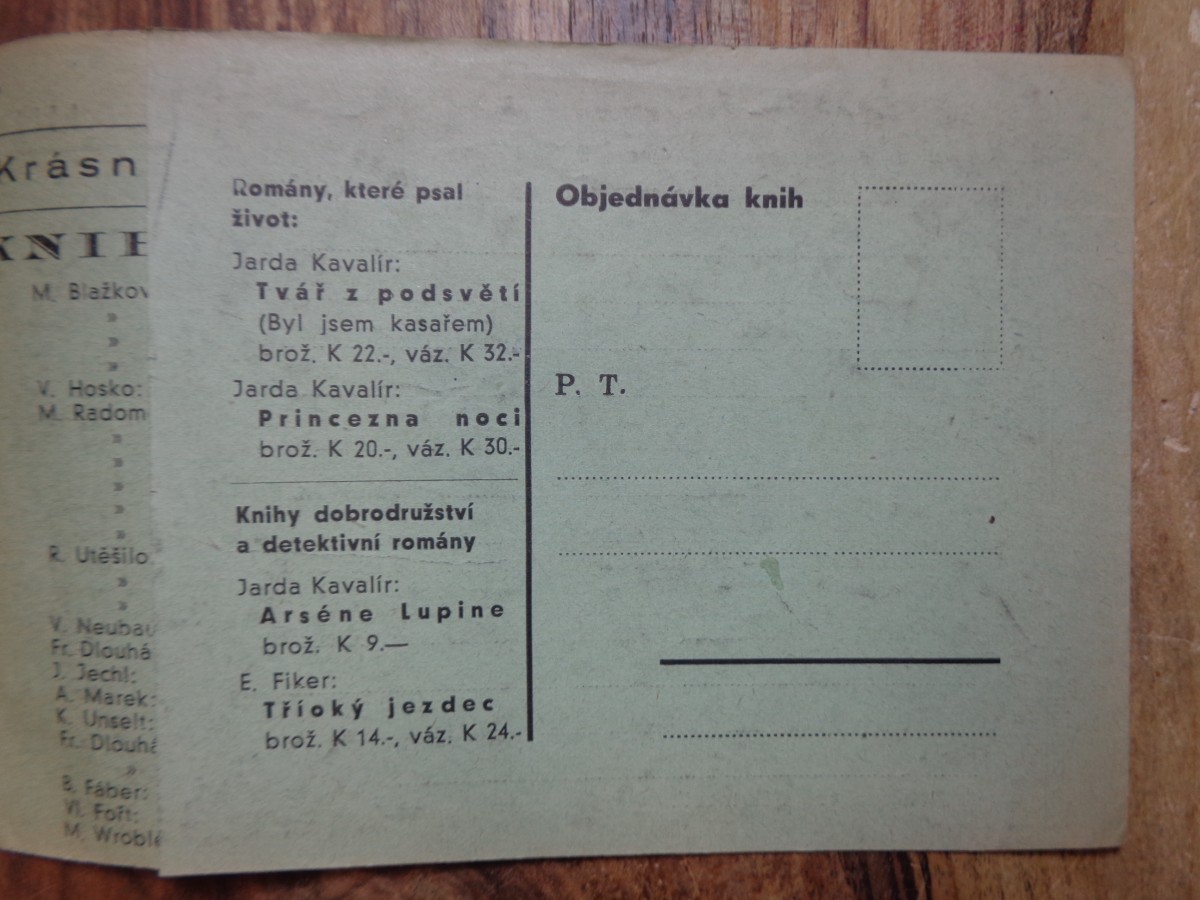 Krásn
KNIH
M. Blažkov
»
»
»
V. Hosko:
M. Radom
»
»
»
»
»
R. Utěšilo
»
»
V. Neubau
Fr. Dlouhá
J. Jechl:
A. Marek:
K. Unselt:
Fr. Dlouhá
»
B. Fáber:
Vl. Fořt:
M. Wroblé
Romány, které psal
život:
Jarda Kavalír:
Tvář z podsvětí
(Byl jsem kasařem)
brož. K 22.-, váz. K 32.-
Jarda Kavalír:
Princezna noci
brož. K 20.-, váz. K 30.-
Knihy dobrodružství
a detektivní romány
Jarda Kavalír:
Arséne Lupine
brož. K 9.—
E. Fiker:
Tříoký jezdec
brož. K 14.-, váz. K 24.-
Objednávka knih
P. T.